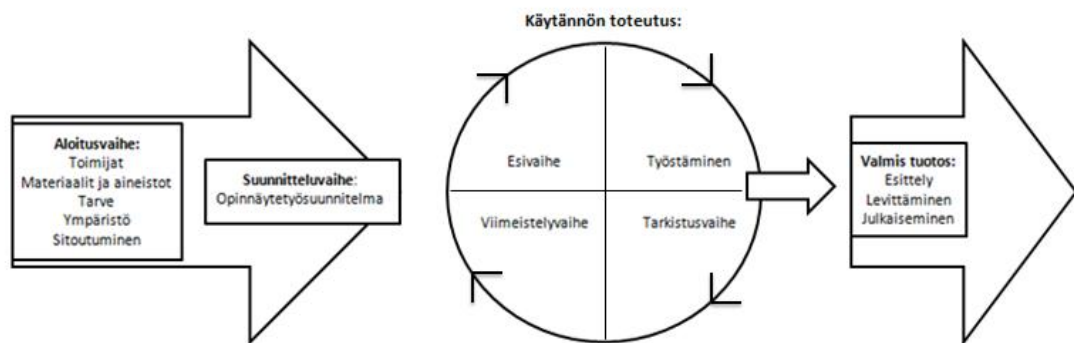 Käytännön toteutus:
Aloitusvaihe:
Toimijat
Materiaalit ja aineistot
Tarve
Ympäristö
Sitoutuminen
Suunnitteluvaihe:
Opinnäytetyösuunnitelma
Esivaihe
Työstäminen
Viimeistelyvaihe
Tarkistusvaihe
Valmis tuotos:
Esittely
Levittäminen
Julkaiseminen